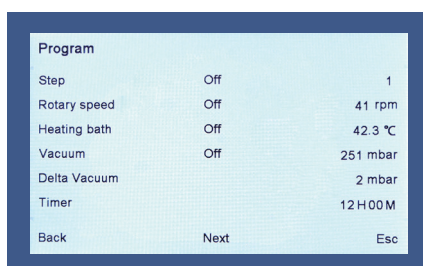 Program
Step Off 1
Rotary speed Off 41 rpm
Heating bath Off 42.3 ℃
Vacuum Off 251 mbar
Delta Vacuum 2 mbar
Timer 12H00M
Back Next Esc